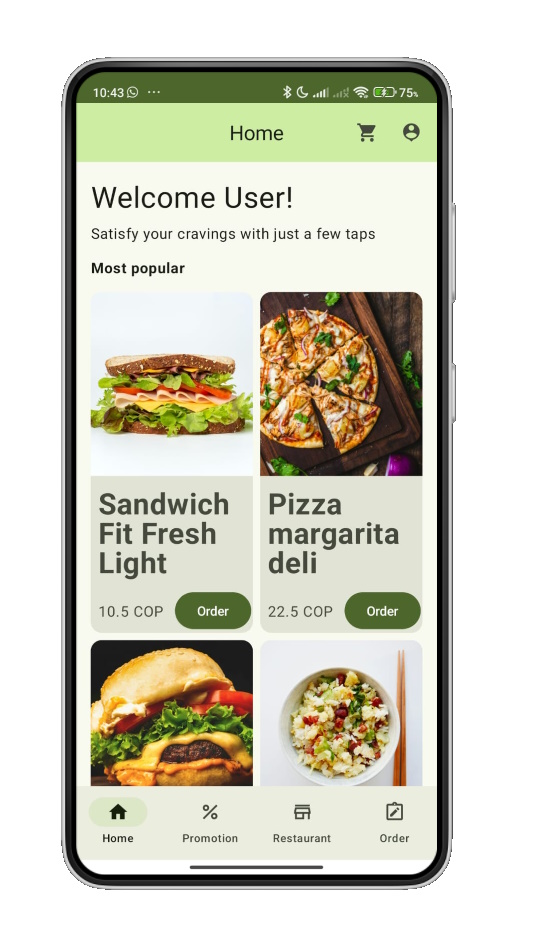 10:43 ... 75%
Home
Welcome User!
Satisfy your cravings with just a few taps
Most popular
Sandwich
Fit Fresh
Light
10.5 COP Order
Pizza
margarita
deli
22.5 COP Order
Home Promotion Restaurant Order